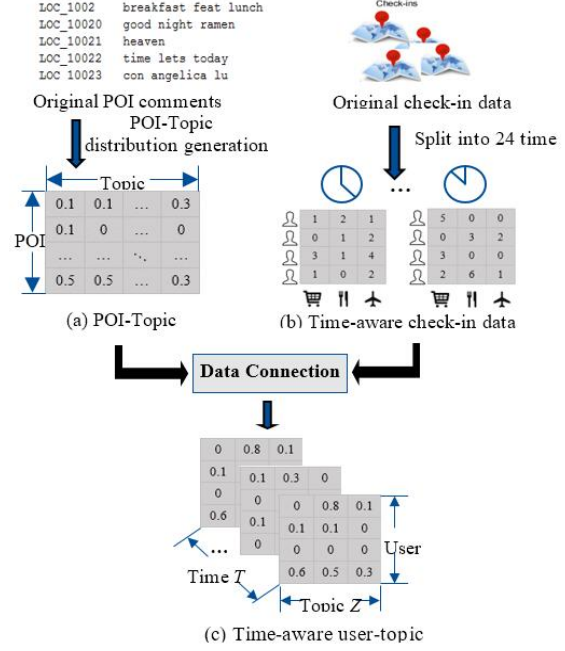 LOC_1002 breakfast feat lunch
LOC_10020 good night ramen
LOC_10021 heaven
LOC_10022 time lets today
LOC_10023 con angelica lu
Original POI comments
Check-ins
Original check-in data
POI-Topic
distribution generation
Split into 24 time
Topic
POI
0.1 0.1 ... 0.3
0.1 0 ... 0
... ... ⋱ ...
0.5 0.5 ... 0.3
(a) POI-Topic
...
1 2 1
0 1 2
3 1 4
1 0 2
5 0 0
0 3 2
3 0 0
2 6 1
(b) Time-aware check-in data
Data Connection
0 0.8 0.1
0.1
0
0.6
0.1 0.3 0
0
0.1
0
0 0.8 0.1
0.1 0.1 0
0 0 0
0.6 0.5 0.3
User
...
Time T
Topic Z
(c) Time-aware user-topic